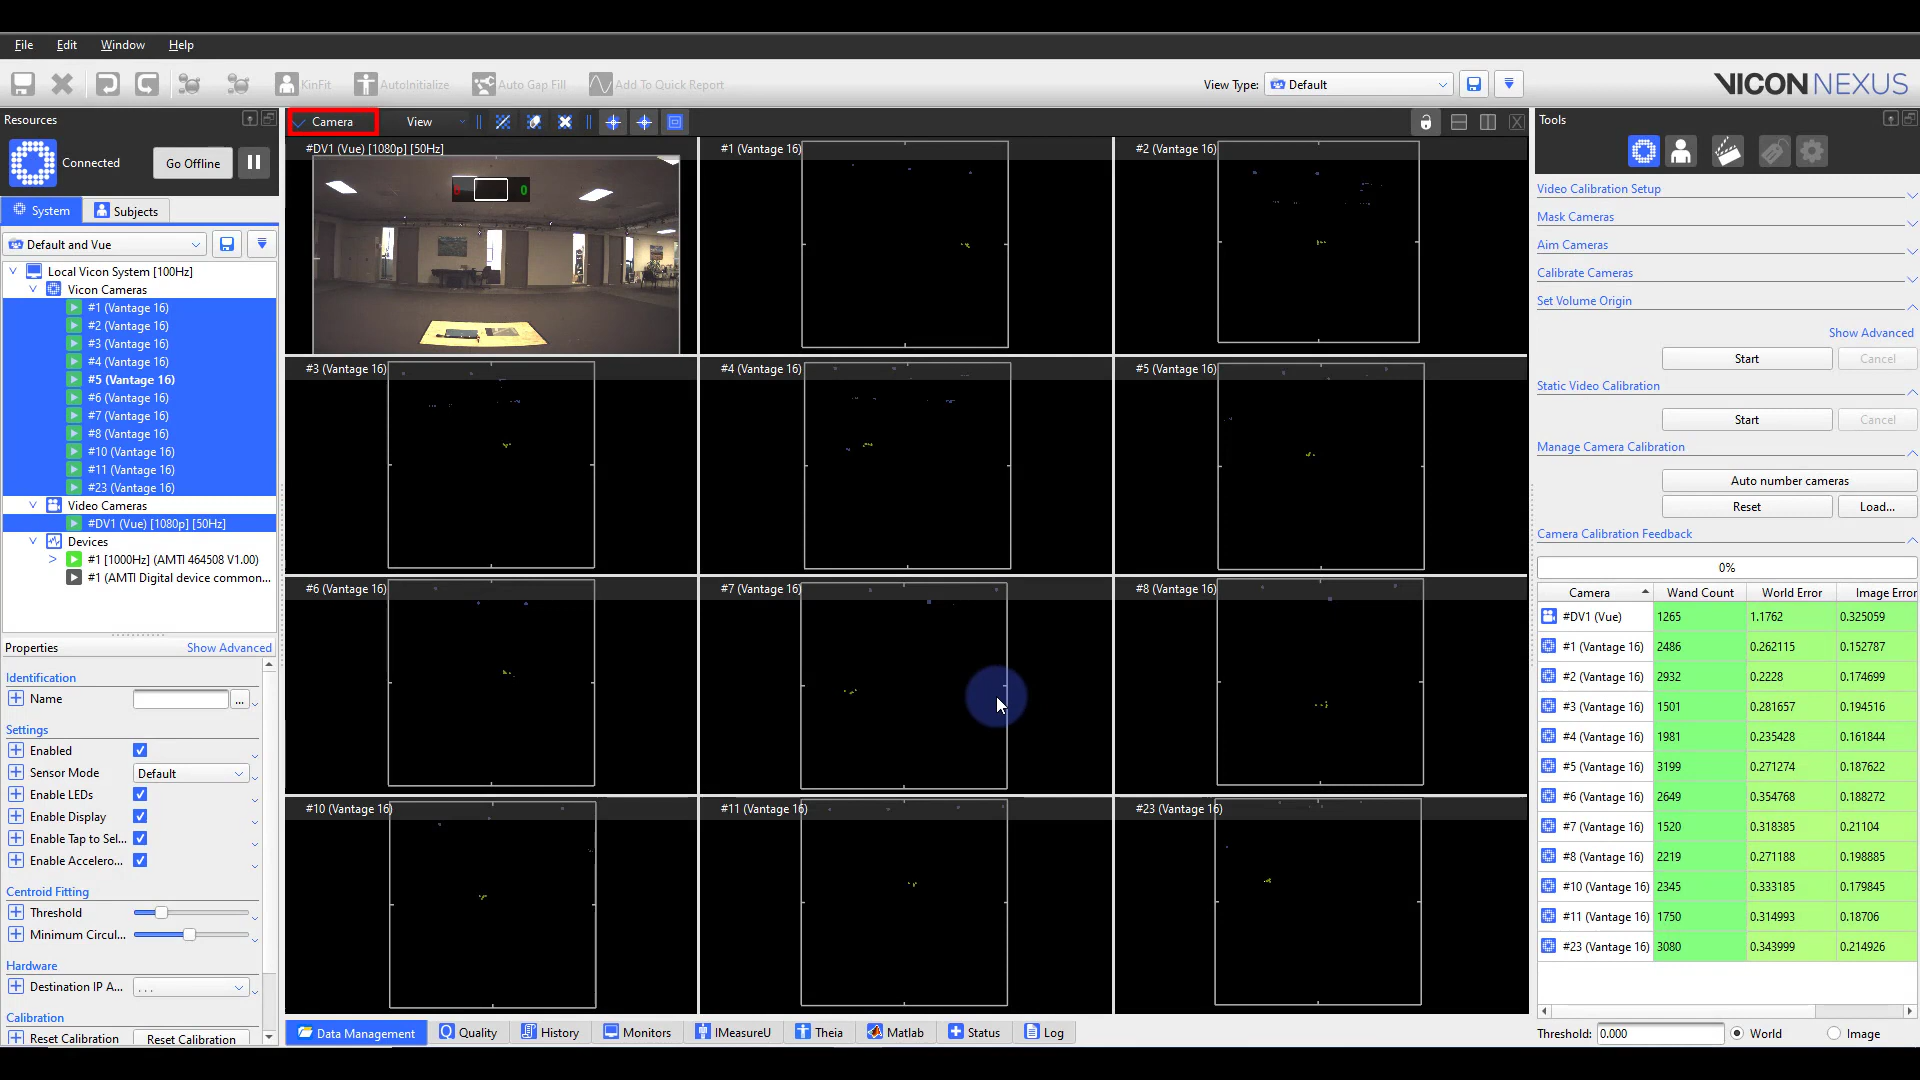 File Edit Window Help
KinFit AutoInitialize Auto Gap Fill Add To Quick Report
View Type: Default
VICON NEXUS
Resources
Connected
Go Offline
System Subjects
Default and Vue
Local Vicon System [100Hz]
Vicon Cameras
#1 (Vantage 16)
#2 (Vantage 16)
#3 (Vantage 16)
#4 (Vantage 16)
#5 (Vantage 16)
#6 (Vantage 16)
#7 (Vantage 16)
#8 (Vantage 16)
#10 (Vantage 16)
#11 (Vantage 16)
#23 (Vantage 16)
Video Cameras
#DV1 (Vue) [1080p] [50Hz]
Devices
#1 [1000Hz] (AMTI 464508 V1.00)
#1 (AMTI Digital device common...
Properties Show Advanced
Identification
Name ...
Settings
Enabled
Sensor Mode Default
Enable LEDs
Enable Display
Enable Tap to Sel...
Enable Accelero...
Centroid Fitting
Threshold
Minimum Circul...
Hardware
Destination IP A... . . .
Calibration
Reset Calibration Reset Calibration
Camera View
#DV1 (Vue) [1080p] [50Hz]
0 0
#1 (Vantage 16)
#2 (Vantage 16)
#3 (Vantage 16)
#4 (Vantage 16)
#5 (Vantage 16)
#6 (Vantage 16)
#7 (Vantage 16)
#8 (Vantage 16)
#10 (Vantage 16)
#11 (Vantage 16)
#23 (Vantage 16)
Data Management Quality History Monitors IMeasureU Theia Matlab Status Log
Tools
Video Calibration Setup
Mask Cameras
Aim Cameras
Calibrate Cameras
Set Volume Origin
Show Advanced
Start Cancel
Static Video Calibration
Start Cancel
Manage Camera Calibration
Auto number cameras
Reset Load...
Camera Calibration Feedback
0%
Camera Wand Count World Error Image Error
#DV1 (Vue) 1265 1.1762 0.325059
#1 (Vantage 16) 2486 0.262115 0.152787
#2 (Vantage 16) 2932 0.2228 0.174699
#3 (Vantage 16) 1501 0.281657 0.194516
#4 (Vantage 16) 1981 0.235428 0.161844
#5 (Vantage 16) 3199 0.271274 0.187622
#6 (Vantage 16) 2649 0.354768 0.188272
#7 (Vantage 16) 1520 0.318385 0.21104
#8 (Vantage 16) 2219 0.271188 0.198885
#10 (Vantage 16) 2345 0.333185 0.179845
#11 (Vantage 16) 1750 0.314993 0.18706
#23 (Vantage 16) 3080 0.343999 0.214926
Threshold: 0.000 World Image